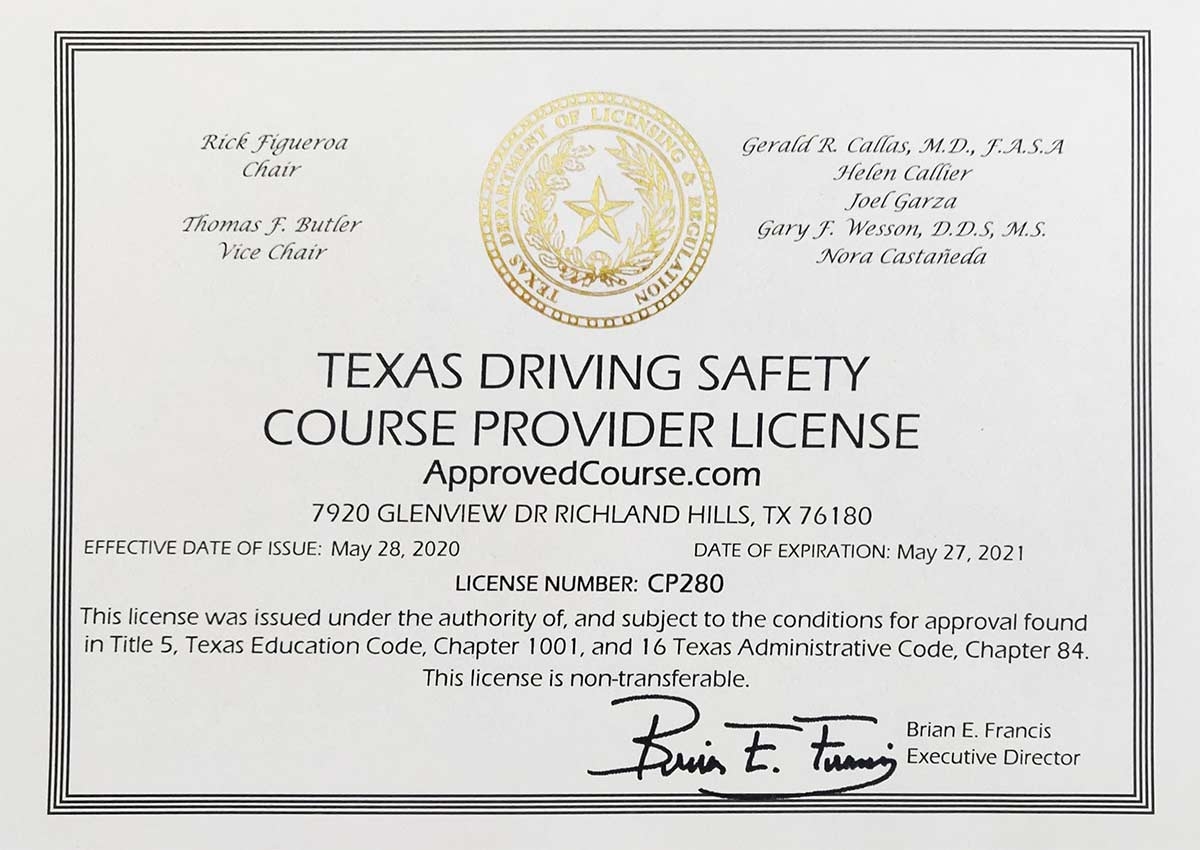 Rick Figueroa
Chair
Thomas F. Butler
Vice Chair
TEXAS DEPARTMENT OF LICENSING & REGULATION
Gerald R. Callas, M.D., F.A.S.A
Helen Callier
Joel Garza
Gary F. Wesson, D.D.S, M.S.
Nora Castañeda
TEXAS DRIVING SAFETY
COURSE PROVIDER LICENSE
ApprovedCourse.com
7920 GLENVIEW DR RICHLAND HILLS, TX 76180
EFFECTIVE DATE OF ISSUE: May 28, 2020
DATE OF EXPIRATION: May 27, 2021
LICENSE NUMBER: CP280
This license was issued under the authority of, and subject to the conditions for approval found
in Title 5, Texas Education Code, Chapter 1001, and 16 Texas Administrative Code, Chapter 84.
This license is non-transferable.
Brian E. Francis
Brian E. Francis
Executive Director